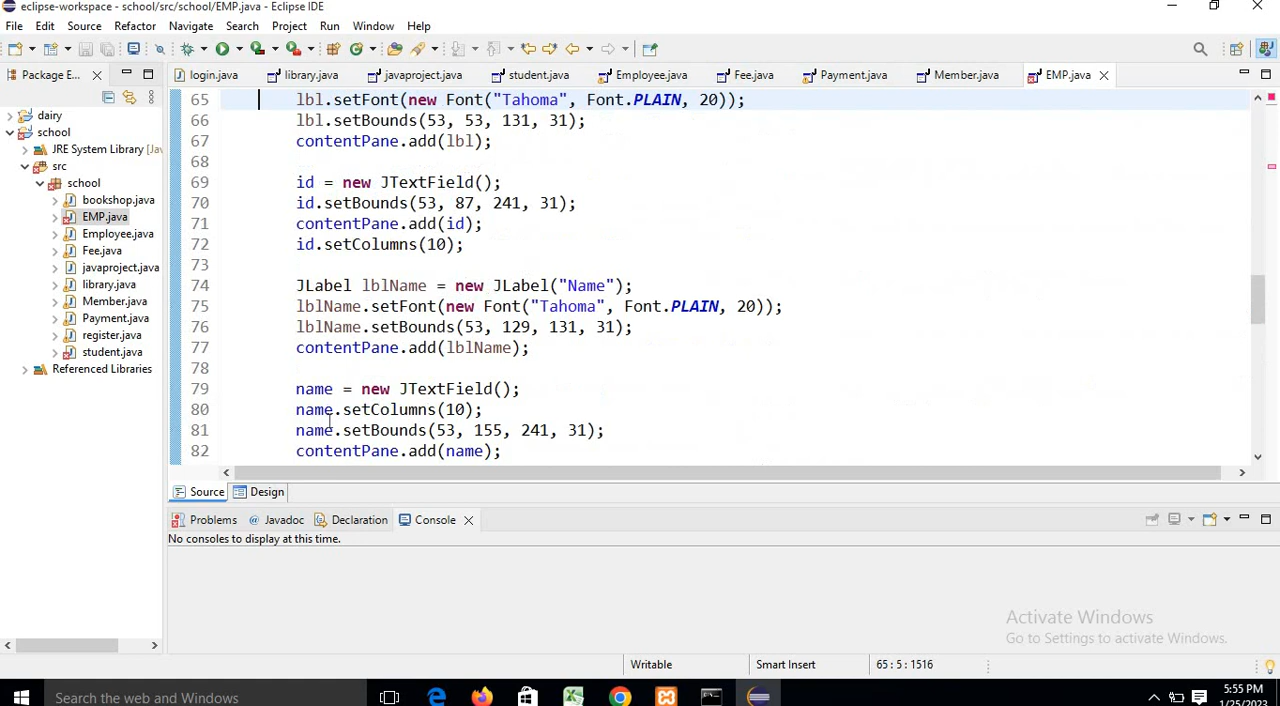 eclipse-workspace - school/src/school/EMP.java - Eclipse IDE
File Edit Source Refactor Navigate Search Project Run Window Help
Package E... login.java library.java javaproject.java student.java Employee.java Fee.java Payment.java Member.java EMP.java
dairy
school
JRE System Library [Jav
src
school
bookshop.java
EMP.java
Employee.java
Fee.java
javaproject.java
library.java
Member.java
Payment.java
register.java
student.java
Referenced Libraries
65 lbl.setFont(new Font("Tahoma", Font.PLAIN, 20));
66 lbl.setBounds(53, 53, 131, 31);
67 contentPane.add(lbl);
68
69 id = new JTextField();
70 id.setBounds(53, 87, 241, 31);
71 contentPane.add(id);
72 id.setColumns(10);
73
74 JLabel lblName = new JLabel("Name");
75 lblName.setFont(new Font("Tahoma", Font.PLAIN, 20));
76 lblName.setBounds(53, 129, 131, 31);
77 contentPane.add(lblName);
78
79 name = new JTextField();
80 name.setColumns(10);
81 name.setBounds(53, 155, 241, 31);
82 contentPane.add(name);
Source Design
Problems Javadoc Declaration Console
No consoles to display at this time.
Activate Windows
Go to Settings to activate Windows.
Writable Smart Insert 65 : 5 : 1516
Search the web and Windows
5:55 PM
1/25/2023